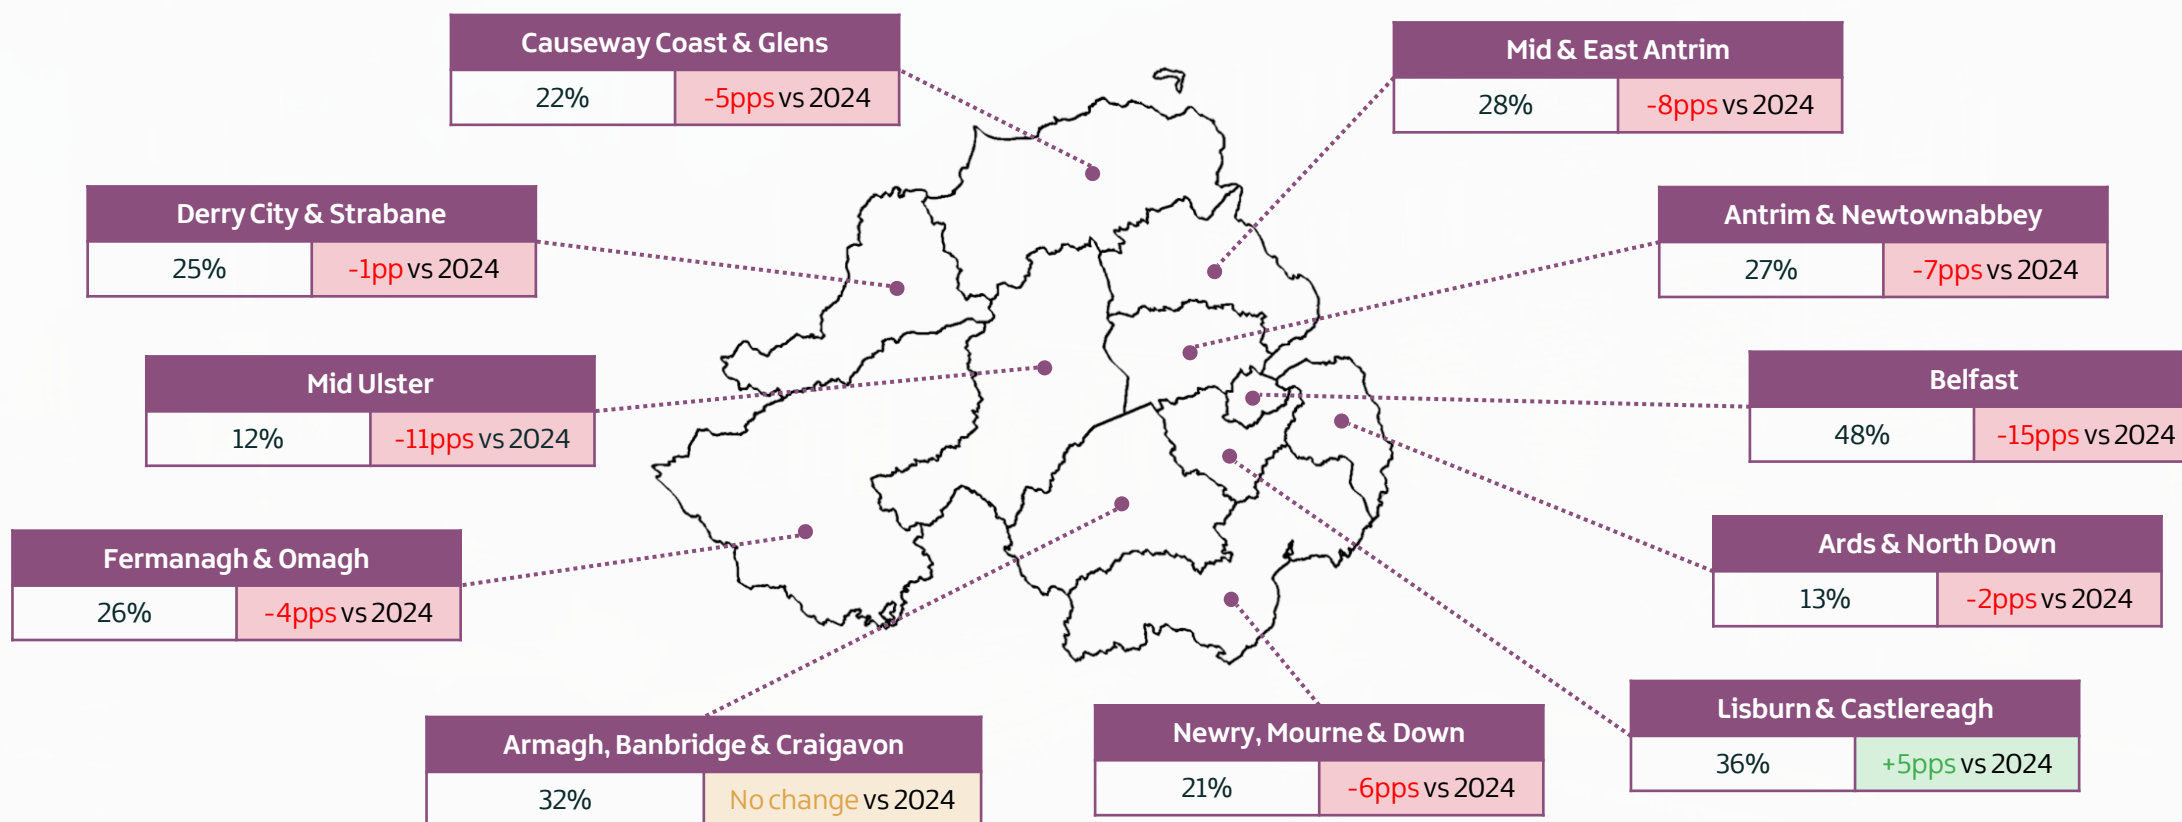 Causeway Coast & Glens
22% -5pps vs 2024
Mid & East Antrim
28% -8pps vs 2024
Derry City & Strabane
25% -1pp vs 2024
Antrim & Newtownabbey
27% -7pps vs 2024
Mid Ulster
12% -11pps vs 2024
Belfast
48% -15pps vs 2024
Fermanagh & Omagh
26% -4pps vs 2024
Ards & North Down
13% -2pps vs 2024
Armagh, Banbridge & Craigavon
32% No change vs 2024
Newry, Mourne & Down
21% -6pps vs 2024
Lisburn & Castlereagh
36% +5pps vs 2024